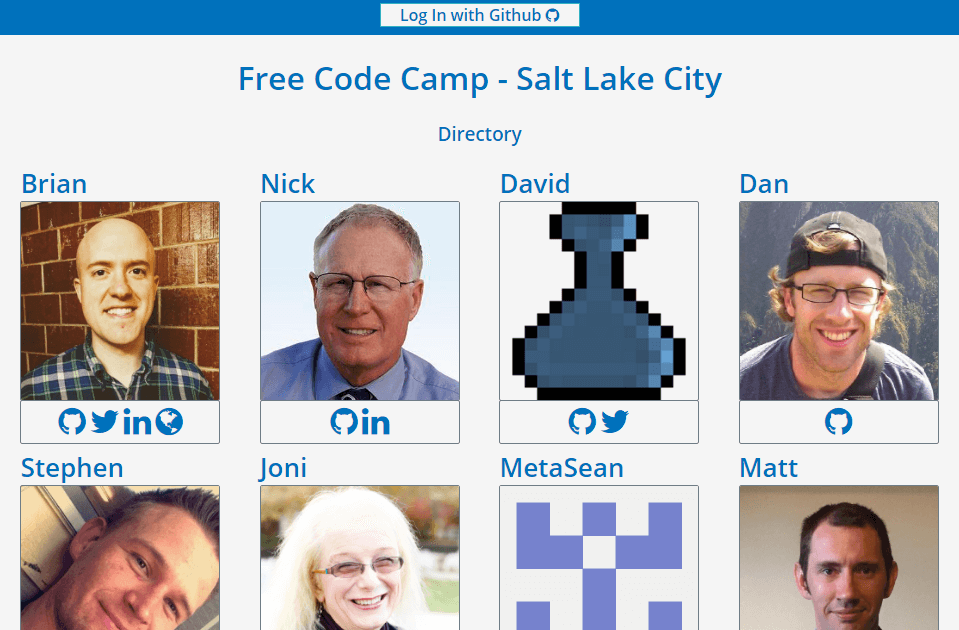 Log In with Github
Free Code Camp - Salt Lake City
Directory
Brian
Nick
David
Dan
Stephen
Joni
MetaSean
Matt